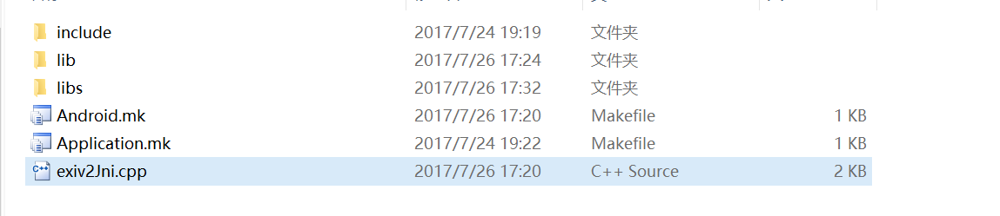 include 2017/7/24 19:19 文件夹
lib 2017/7/26 17:24 文件夹
libs 2017/7/26 17:32 文件夹
Android.mk 2017/7/26 17:20 Makefile 1 KB
Application.mk 2017/7/24 19:22 Makefile 1 KB
exiv2Jni.cpp 2017/7/26 17:20 C++ Source 2 KB